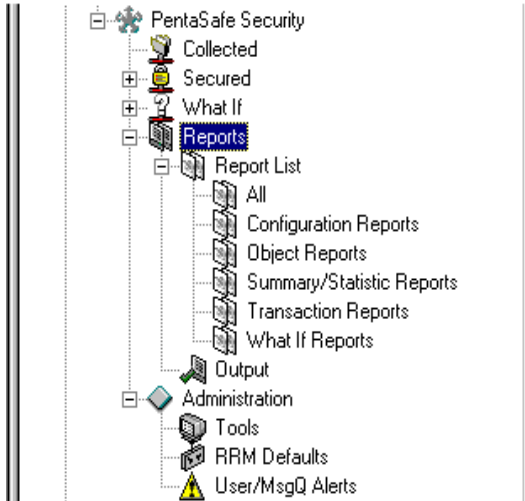 PentaSafe Security
Collected
Secured
What If
Reports
Report List
All
Configuration Reports
Object Reports
Summary/Statistic Reports
Transaction Reports
What If Reports
Output
Administration
Tools
RRM Defaults
User/MsgQ Alerts